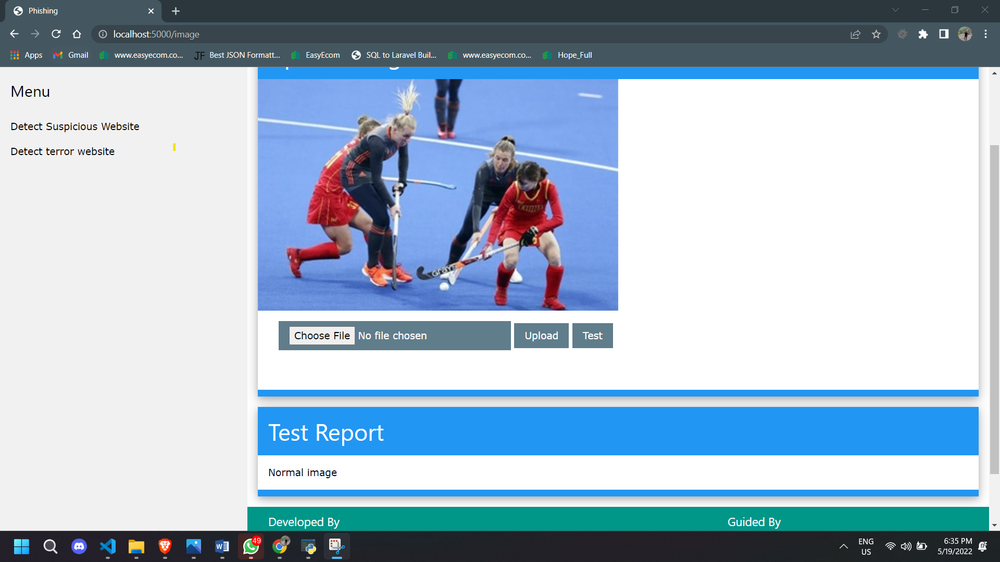 Phishing
localhost:5000/image
Apps
Gmail
www.easyecom.co...
JF Best JSON Formatt...
EasyEcom
SQL to Laravel Buil...
www.easyecom.co...
Hope_Full
Menu
Detect Suspicious Website
Detect terror website
GRAYS
Choose File No file chosen
Upload
Test
Test Report
Normal image
Developed By
Guided By
49
ENG
US
6:35 PM
5/19/2022